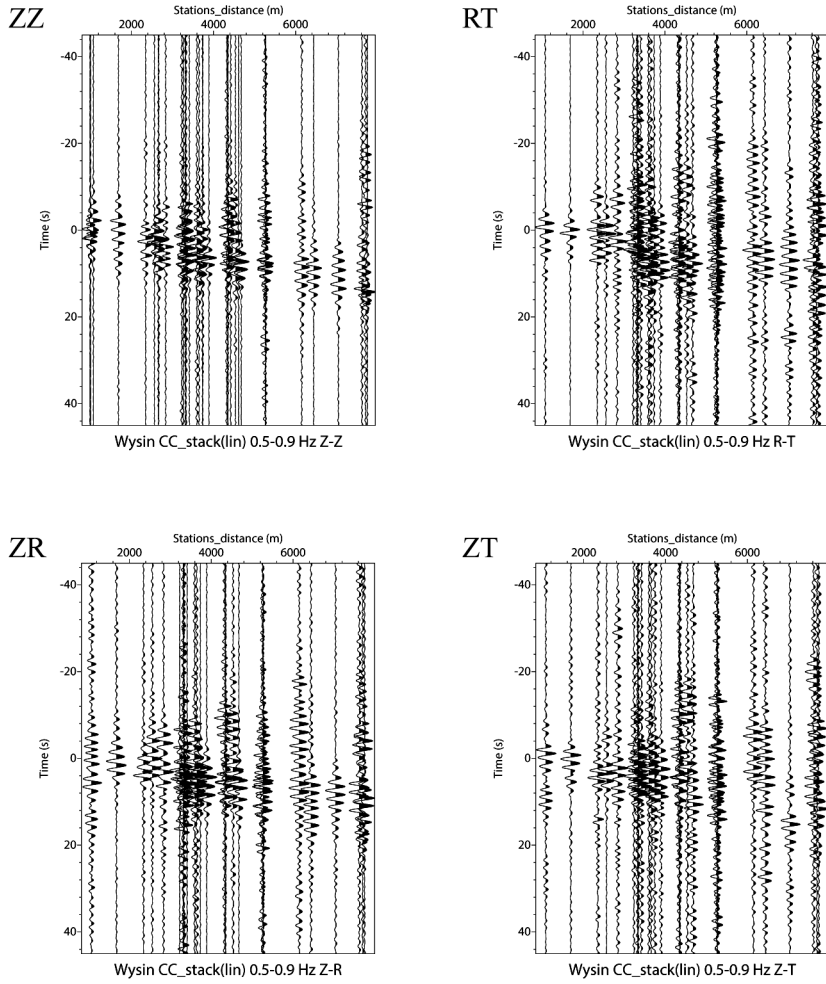 ZZ
Stations_distance (m)
2000 4000 6000
-40
-20
0
20
40
Time (s)
Wysin CC_stack(lin) 0.5-0.9 Hz Z-Z
RT
Stations_distance (m)
2000 4000 6000
-40
-20
0
20
40
Time (s)
Wysin CC_stack(lin) 0.5-0.9 Hz R-T
ZR
Stations_distance (m)
2000 4000 6000
-40
-20
0
20
40
Time (s)
Wysin CC_stack(lin) 0.5-0.9 Hz Z-R
ZT
Stations_distance (m)
2000 4000 6000
-40
-20
0
20
40
Time (s)
Wysin CC_stack(lin) 0.5-0.9 Hz Z-T